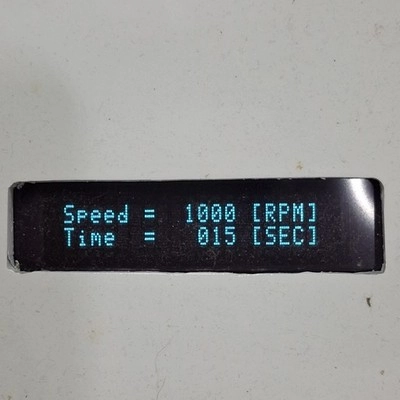 Speed = 1000 [RPM]
Time = 015 [SEC]